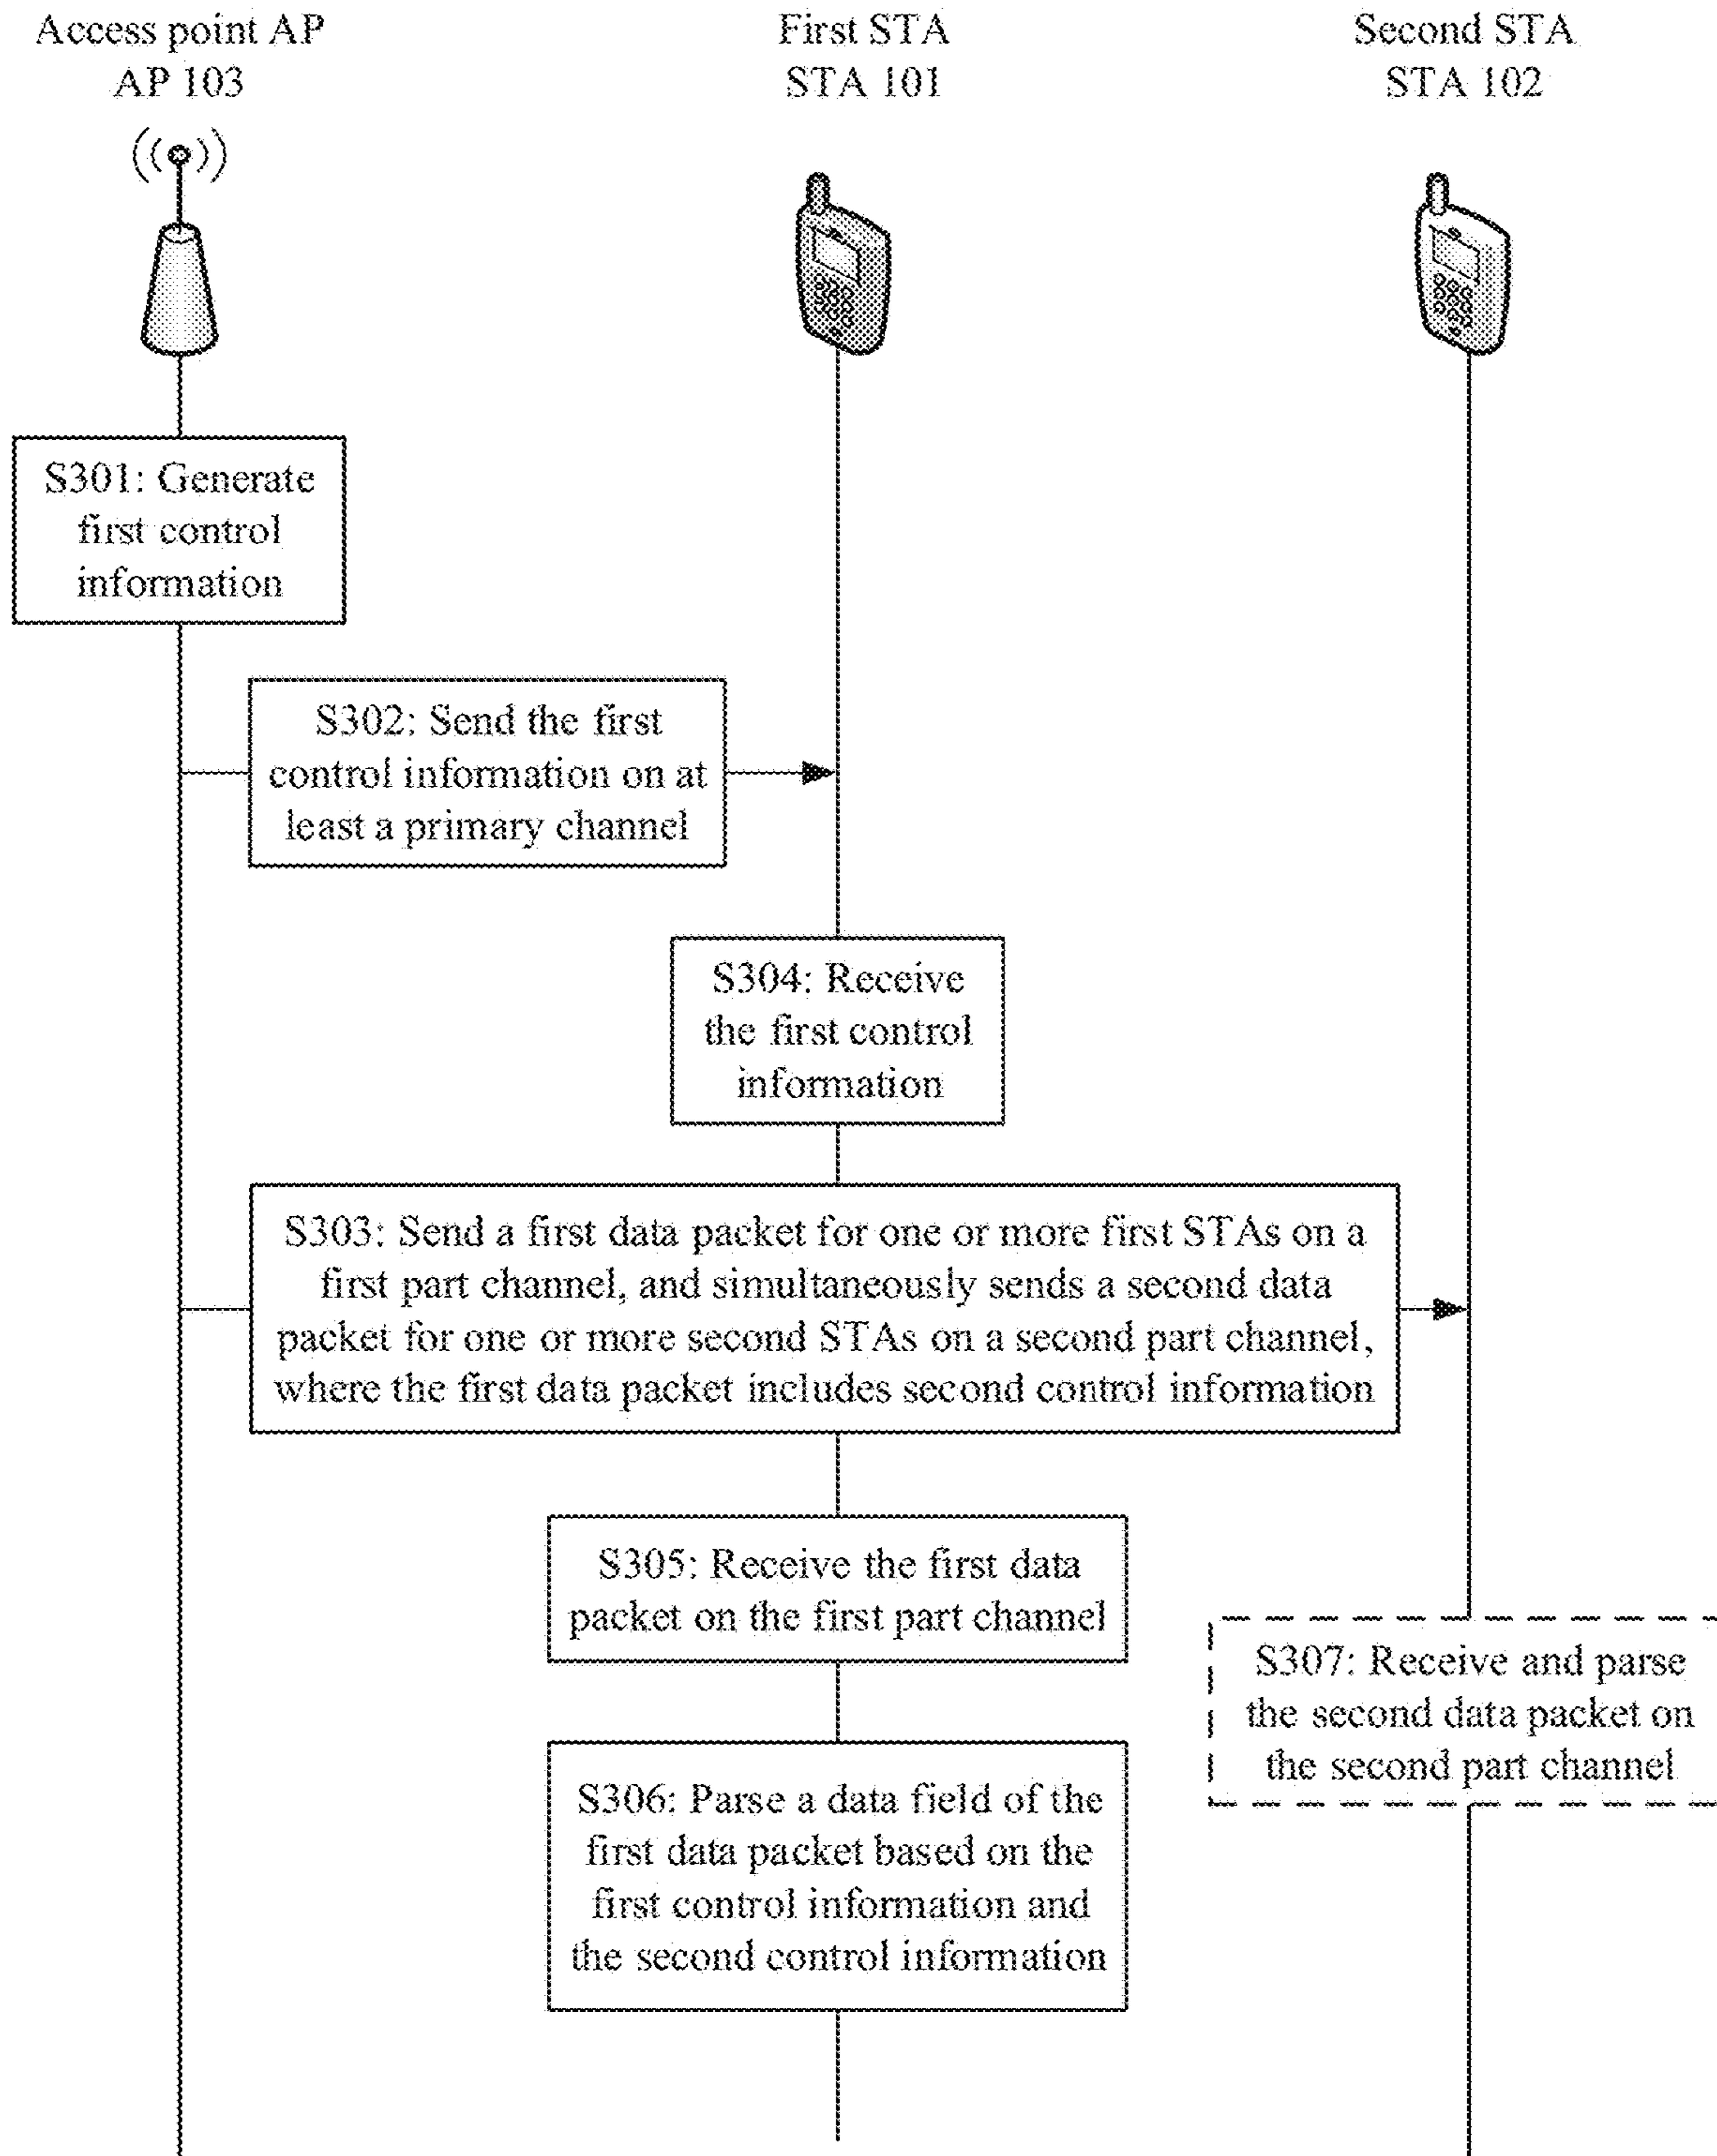 Access point AP
AP 103
First STA
STA 101
Second STA
STA 102
S301: Generate
first control
information
S302: Send the first
control information on at
least a primary channel
S304: Receive
the first control
information
S303: Send a first data packet for one or more first STAs on a
first part channel, and simultaneously sends a second data
packet for one or more second STAs on a second part channel,
where the first data packet includes second control information
S305: Receive the first data
packet on the first part channel
S307: Receive and parse
the second data packet on
the second part channel
S306: Parse a data field of the
first data packet based on the
first control information and
the second control information